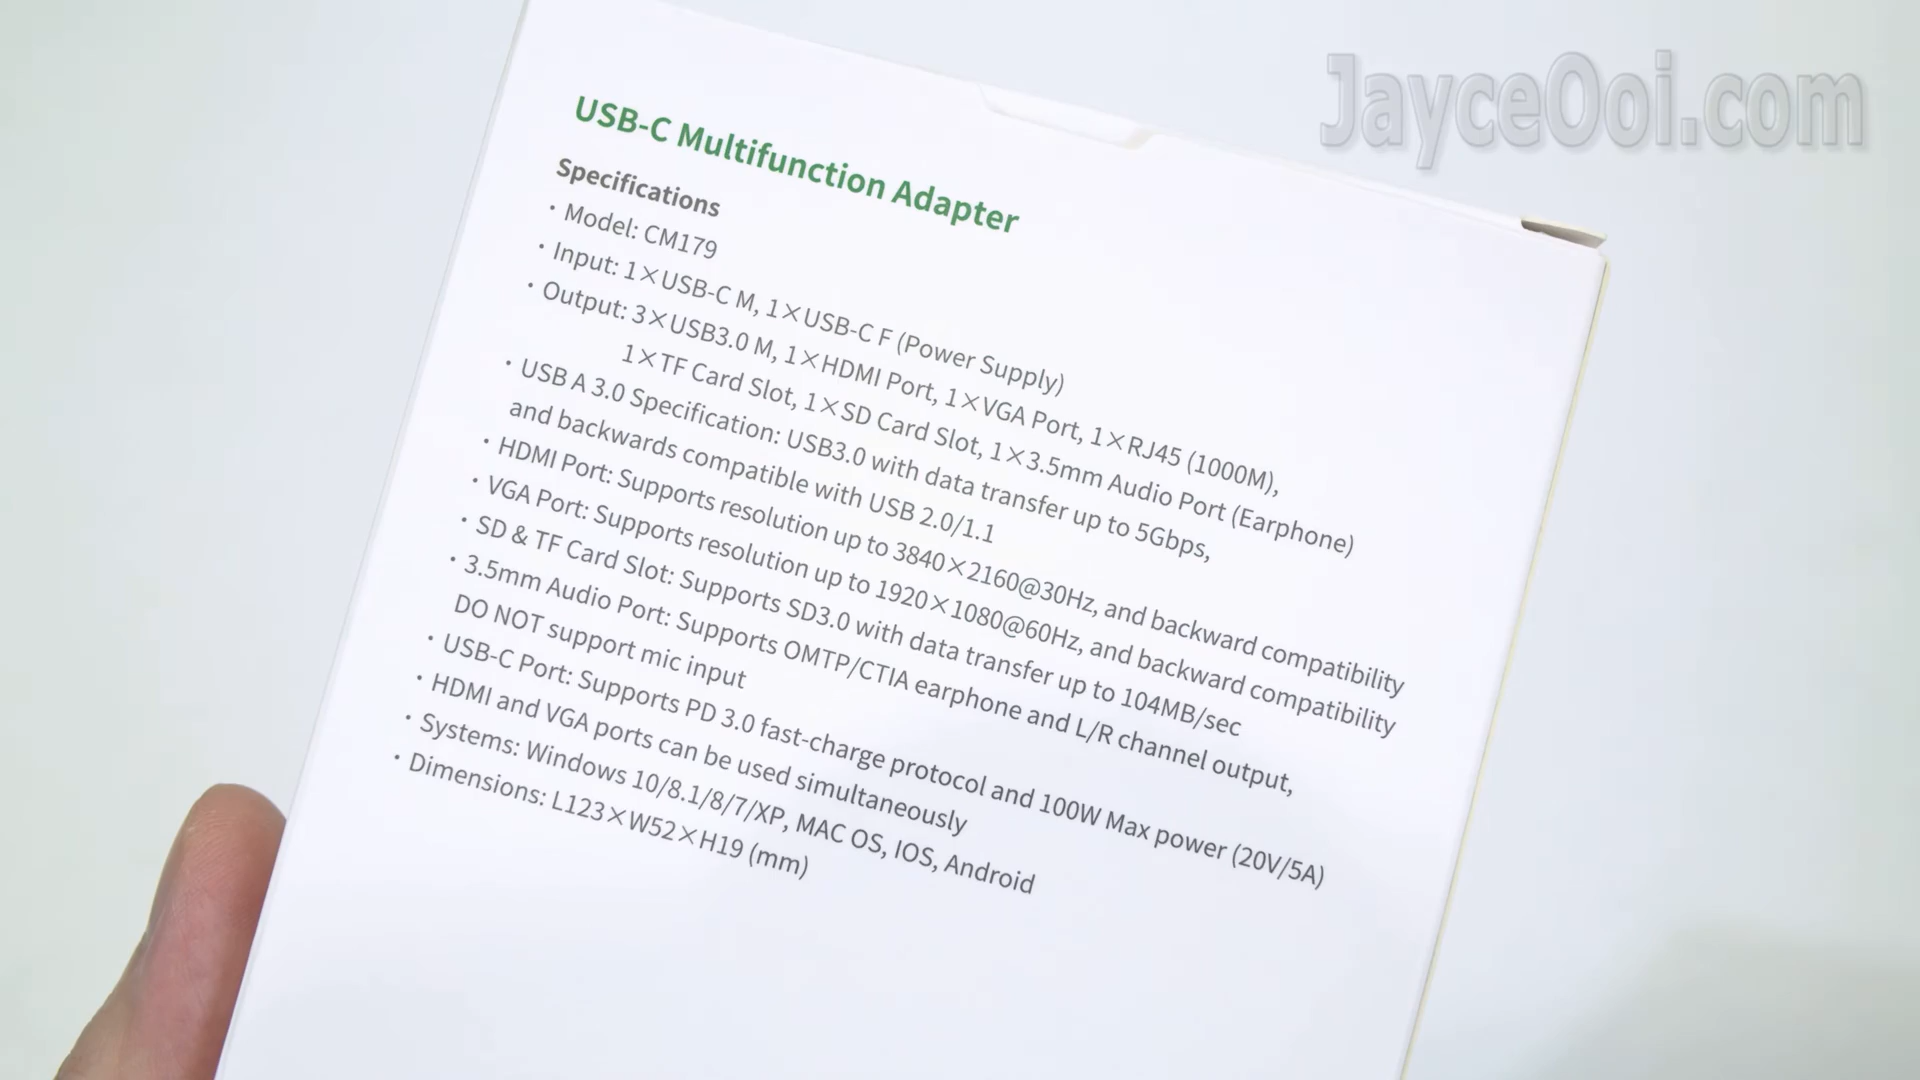 JayceOoi.com
USB-C Multifunction Adapter
Specifications
· Model: CM179
· Input: 1×USB-C M, 1×USB-C F (Power Supply)
· Output: 3×USB3.0 M, 1×HDMI Port, 1×VGA Port, 1×RJ45 (1000M),
1×TF Card Slot, 1×SD Card Slot, 1×3.5mm Audio Port (Earphone)
· USB A 3.0 Specification: USB3.0 with data transfer up to 5Gbps,
and backwards compatible with USB 2.0/1.1
· HDMI Port: Supports resolution up to 3840×2160@30Hz, and backward compatibility
· VGA Port: Supports resolution up to 1920×1080@60Hz, and backward compatibility
· SD & TF Card Slot: Supports SD3.0 with data transfer up to 104MB/sec
· 3.5mm Audio Port: Supports OMTP/CTIA earphone and L/R channel output,
DO NOT support mic input
· USB-C Port: Supports PD 3.0 fast-charge protocol and 100W Max power (20V/5A)
· HDMI and VGA ports can be used simultaneously
· Systems: Windows 10/8.1/8/7/XP, MAC OS, IOS, Android
· Dimensions: L123×W52×H19 (mm)